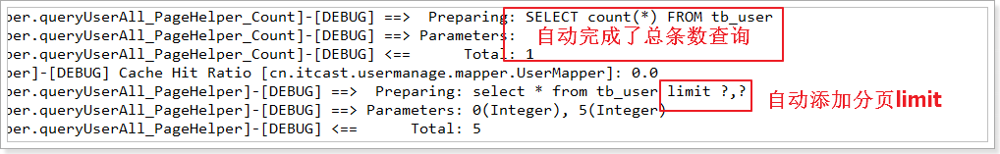 per.queryUserAll_PageHelper_Count]-[DEBUG] ==>  Preparing: SELECT count(*) FROM tb_user
per.queryUserAll_PageHelper_Count]-[DEBUG] ==> Parameters:
自动完成了总条数查询
per.queryUserAll_PageHelper_Count]-[DEBUG] <==      Total: 1
per]-[DEBUG] Cache Hit Ratio [cn.itcast.usermanage.mapper.UserMapper]: 0.0
per.queryUserAll_PageHelper]-[DEBUG] ==>  Preparing: select * from tb_user limit ?,?
自动添加分页limit
per.queryUserAll_PageHelper]-[DEBUG] ==> Parameters: 0(Integer), 5(Integer)
per.queryUserAll_PageHelper]-[DEBUG] <==      Total: 5